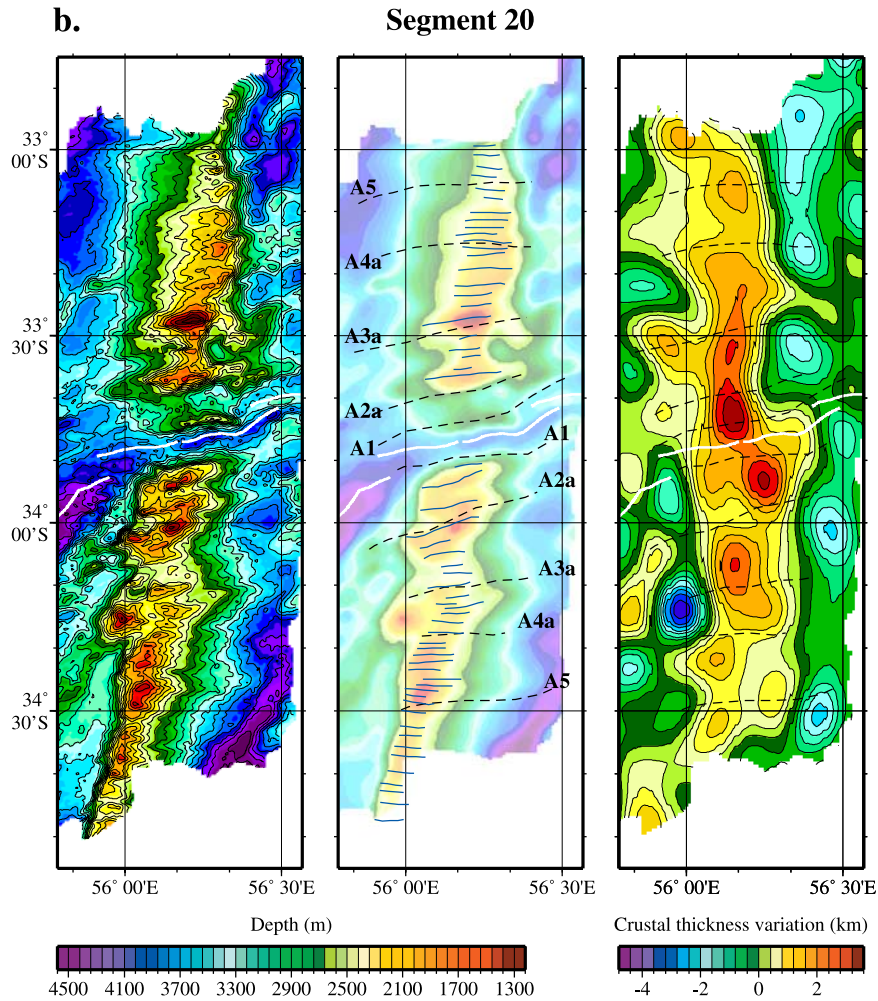 b.
Segment 20
33°
00'S
33°
30'S
34°
00'S
34°
30'S
A5
A4a
A3a
A2a
A1
A1
A2a
A3a
A4a
A5
56° 00'E
56° 30'E
56° 00'E
56° 30'E
56° 00'E
56° 30'E
Depth (m)
4500 4100 3700 3300 2900 2500 2100 1700 1300
Crustal thickness variation (km)
-4 -2 0 2